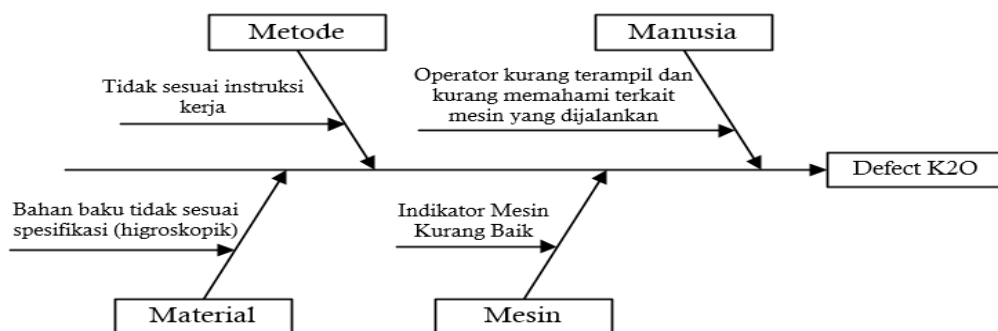 Metode
Manusia
Tidak sesuai instruksi
kerja
Operator kurang terampil dan
kurang memahami terkait
mesin yang dijalankan
Defect K2O
Bahan baku tidak sesuai
spesifikasi (higroskopik)
Indikator Mesin
Kurang Baik
Material
Mesin